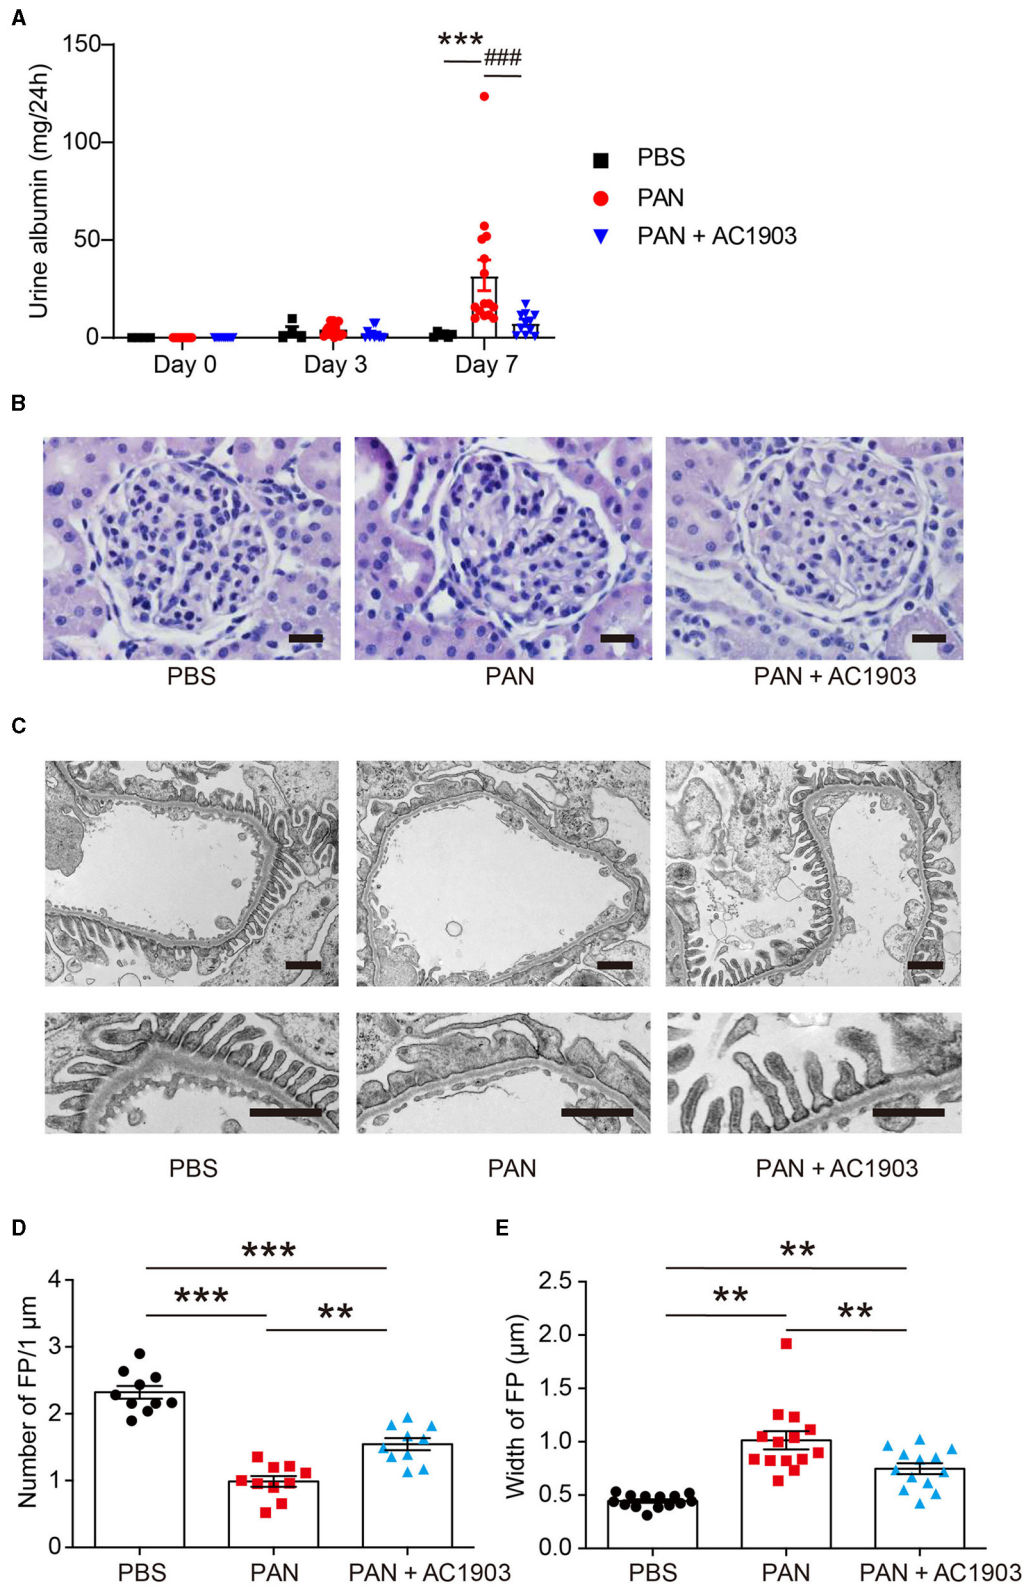 A
Urine albumin (mg/24h)
150
100
50
0
***
###
Day 0
Day 3
Day 7
PBS
PAN
PAN + AC1903
B
PBS
PAN
PAN + AC1903
C
PBS
PAN
PAN + AC1903
D
Number of FP/1 μm
4
3
2
1
0
***
***
**
PBS
PAN
PAN + AC1903
E
Width of FP (μm)
2.5
2.0
1.5
1.0
0.5
0.0
**
**
**
PBS
PAN
PAN + AC1903